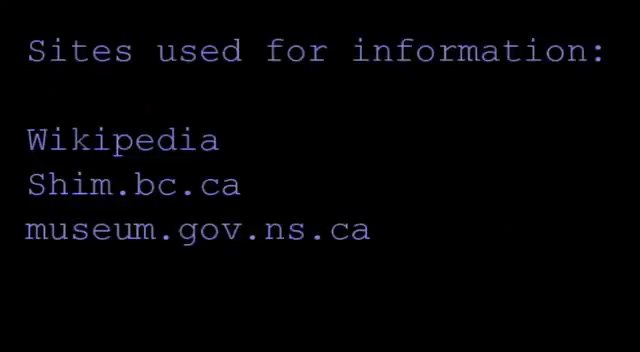 Sites used for information:
Wikipedia
Shim.bc.ca
museum.gov.ns.ca